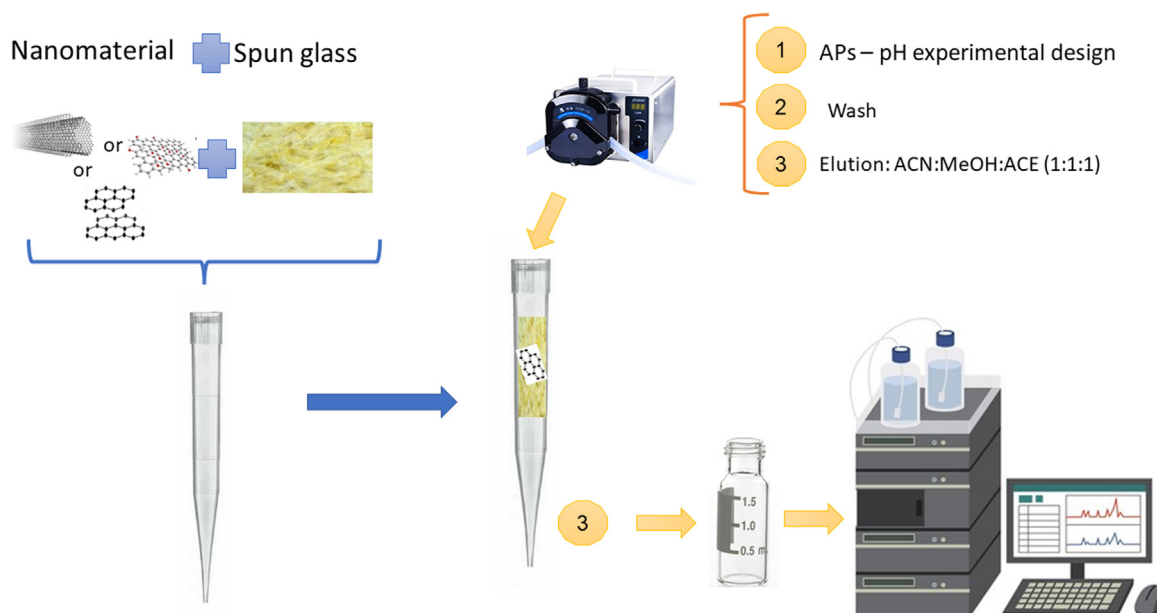 Nanomaterial
Spun glass
or
or
1
APs – pH experimental design
2
Wash
3
Elution: ACN:MeOH:ACE (1:1:1)
3
1.5
1.0
0.5 m